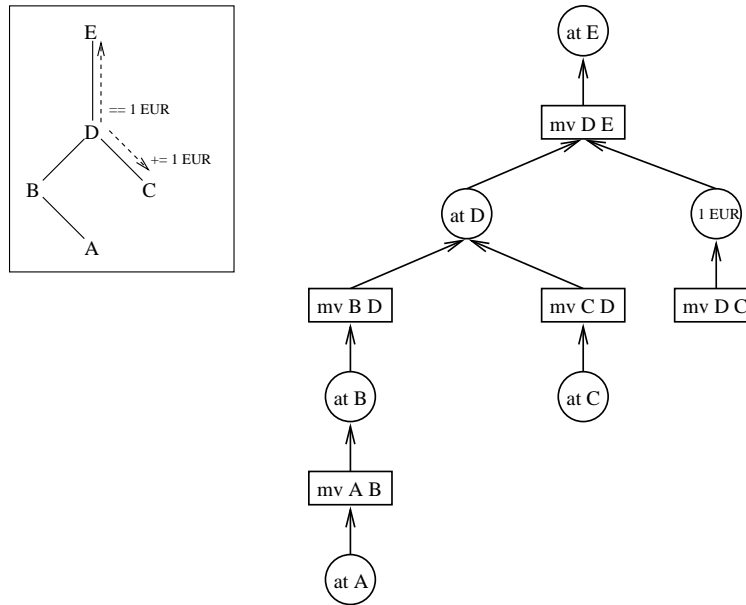 E
== 1 EUR
D
+= 1 EUR
B
C
A
at E
mv D E
at D
1 EUR
mv B D
mv C D
mv D C
at B
at C
mv A B
at A